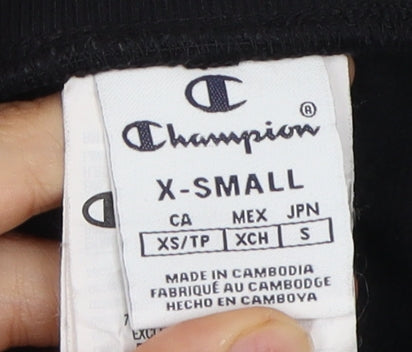 Champion®
X-SMALL
CA MEX JPN
XS/TP XCH S
MADE IN CAMBODIA
FABRIQUÉ AU CAMBODGE
HECHO EN CAMBOYA